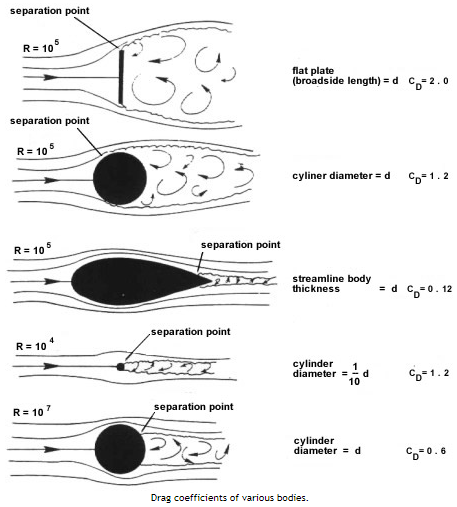 separation point
R = 10⁵
flat plate
(broadside length) = d C_D = 2 . 0
separation point
R = 10⁵
cyliner diameter = d C_D = 1 . 2
separation point
R = 10⁵
streamline body
thickness = d C_D = 0 . 12
separation point
R = 10⁴
cylinder
diameter = 1/10 d C_D = 1 . 2
separation point
R = 10⁷
cylinder
diameter = d C_D = 0 . 6
Drag coefficients of various bodies.